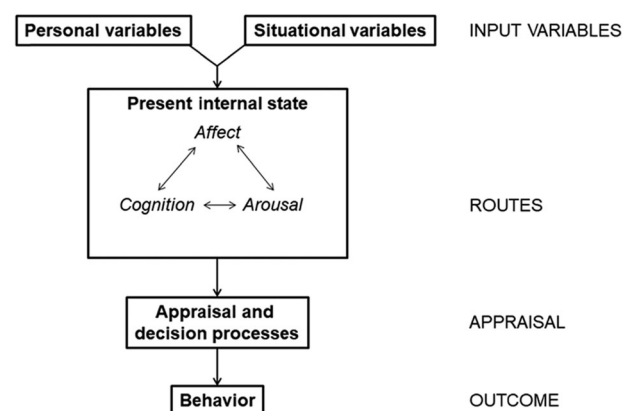 Personal variables
Situational variables
INPUT VARIABLES
Present internal state
Affect
Cognition
Arousal
ROUTES
Appraisal and
decision processes
APPRAISAL
Behavior
OUTCOME